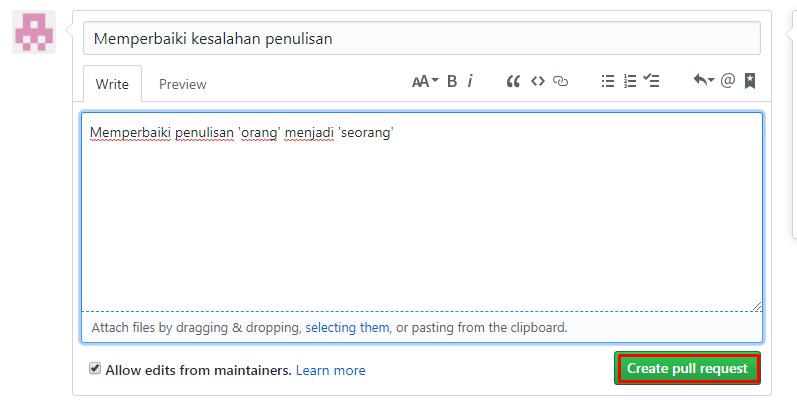 Memperbaiki kesalahan penulisan
Write Preview
AA B i “ <> @
Memperbaiki penulisan 'orang' menjadi 'seorang'
Attach files by dragging & dropping, selecting them, or pasting from the clipboard.
Allow edits from maintainers. Learn more
Create pull request